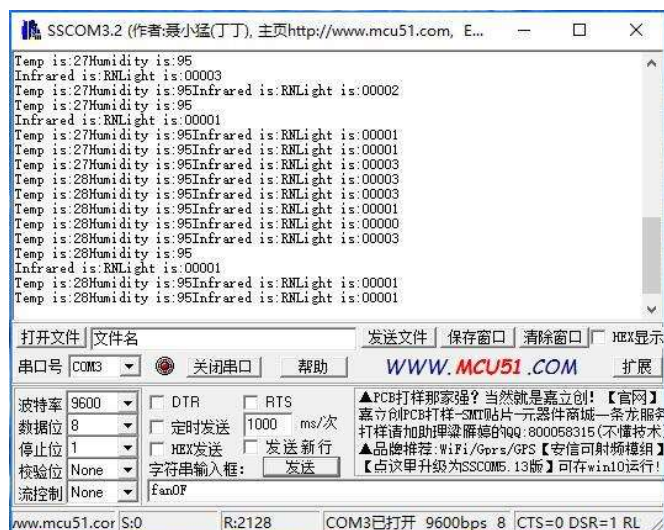 SSCOM3.2 (作者:聂小猛(丁丁), 主页http://www.mcu51.com, E...
Temp is:27Humidity is:95
Infrared is:RNLight is:00003
Temp is:27Humidity is:95Infrared is:RNLight is:00002
Temp is:27Humidity is:95
Infrared is:RNLight is:00001
Temp is:27Humidity is:95Infrared is:RNLight is:00001
Temp is:27Humidity is:95Infrared is:RNLight is:00001
Temp is:27Humidity is:95Infrared is:RNLight is:00003
Temp is:28Humidity is:95Infrared is:RNLight is:00003
Temp is:28Humidity is:95Infrared is:RNLight is:00003
Temp is:28Humidity is:95Infrared is:RNLight is:00001
Temp is:28Humidity is:95Infrared is:RNLight is:00000
Temp is:28Humidity is:95Infrared is:RNLight is:00003
Temp is:28Humidity is:95
Infrared is:RNLight is:00001
Temp is:28Humidity is:95Infrared is:RNLight is:00001
Temp is:28Humidity is:95Infrared is:RNLight is:00001
打开文件 文件名 发送文件 保存窗口 清除窗口 HEX显示
串口号 COM3 关闭串口 帮助 WWW.MCU51.COM 扩展
波特率 9600 DTR RTS
数据位 8 定时发送 1000 ms/次
停止位 1 HEX发送 发送新行
校验位 None 字符串输入框: 发送
流控制 None fanOF
▲PCB打样那家强?当然就是嘉立创!【官网】
嘉立创PCB打样-SMT贴片-元器件商城—条龙服务
打样请加助理梁雁婷的QQ:800058315(不懂技术
▲品牌推荐:WiFi/Gprs/GPS【安信可射频模组】
【点这里升级为SSCOM5.13版】可在win10运行!
www.mcu51.cor S:0 R:2128 COM3已打开 9600bps 8 CTS=0 DSR=1 RL